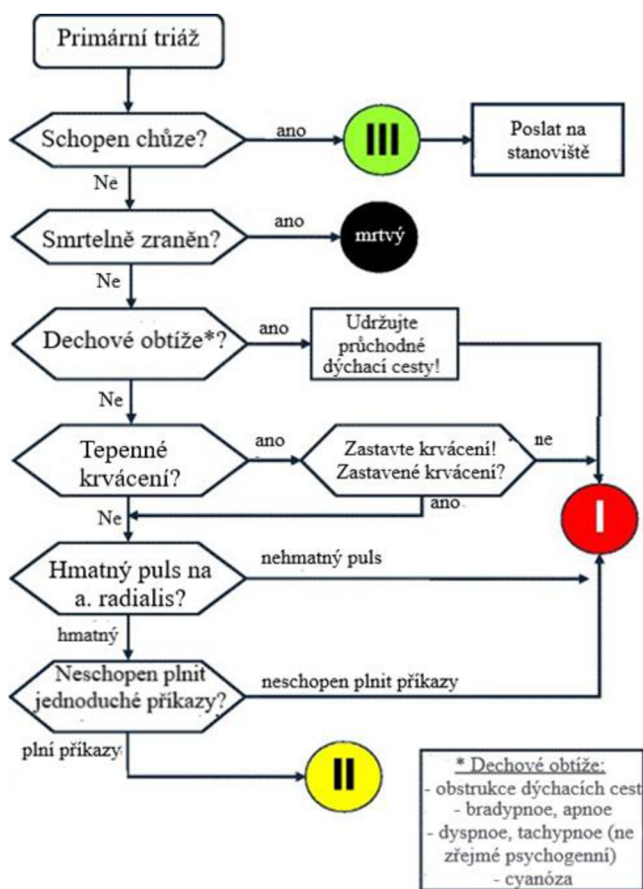 Primární triáž
Schopen chůze?
ano
III
Poslat na
stanoviště
Ne
Smrtelně zraněn?
ano
mrtvý
Ne
Dechové obtíže*?
ano
Udržujte
průchodné
dýchací cesty!
Ne
Tepenné
krvácení?
ano
Zastavte krvácení!
Zastavené krvácení?
ne
ano
Ne
I
Hmatný puls na
a. radialis?
nehmatný puls
hmatný
Neschopen plnit
jednoduché příkazy?
neschopen plnit příkazy
plní příkazy
II
* Dechové obtíže:
- obstrukce dýchacích cest
- bradypnoe, apnoe
- dyspnoe, tachypnoe (ne
zřejmé psychogenní)
- cyanóza